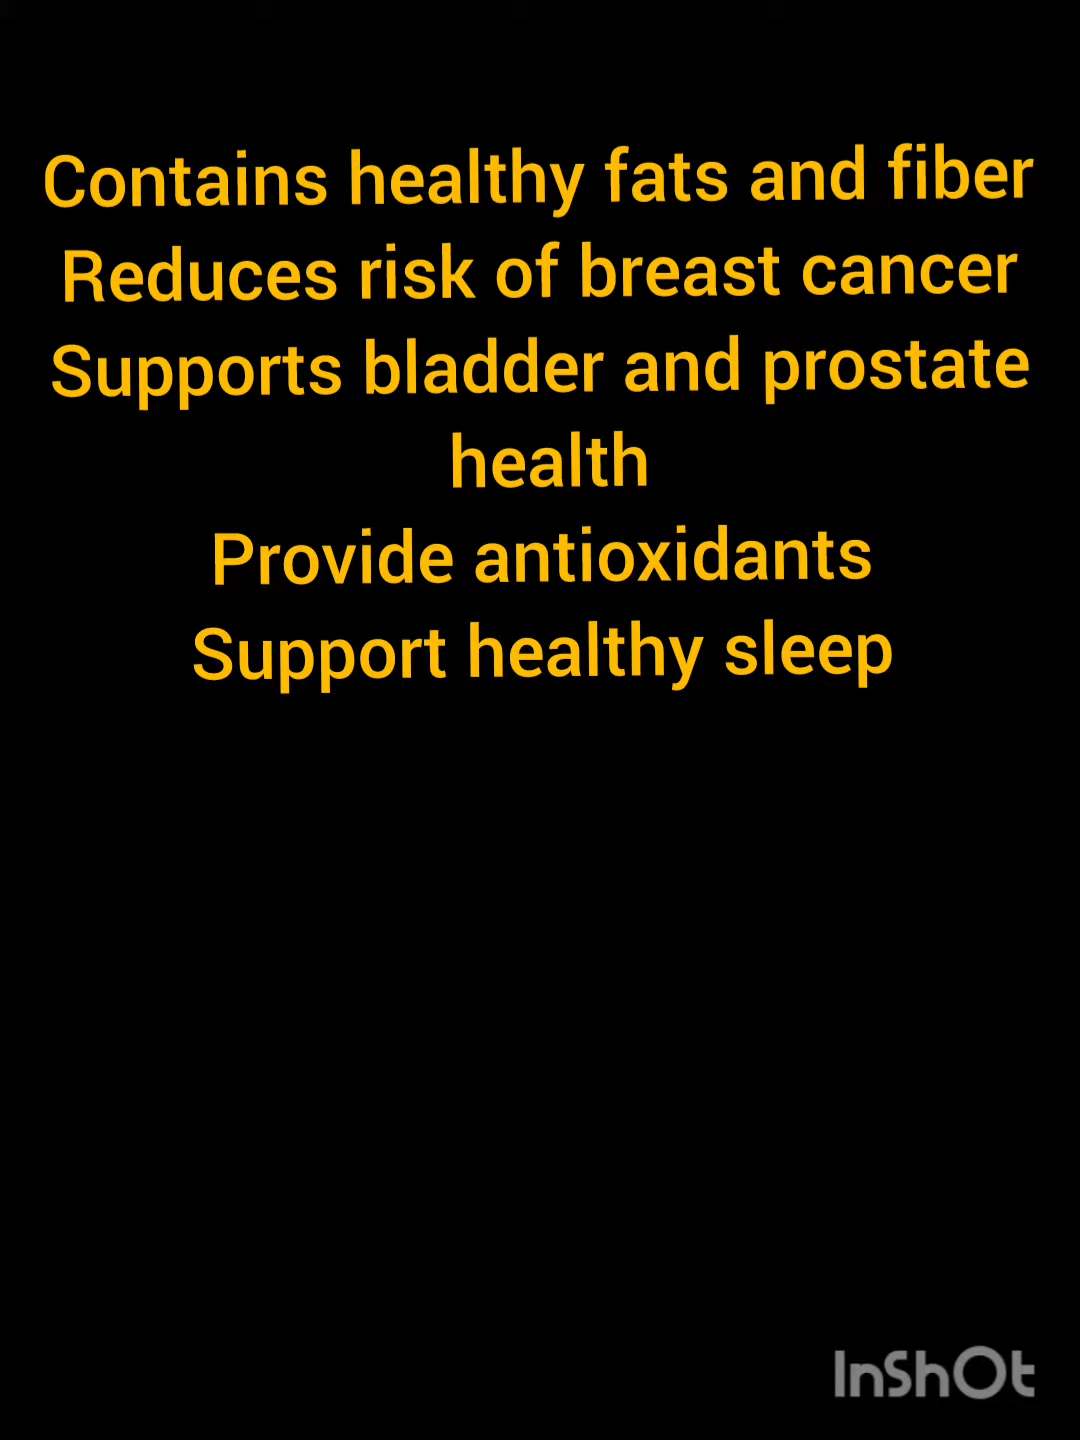 Contains healthy fats and fiber
Reduces risk of breast cancer
Supports bladder and prostate
health
Provide antioxidants
Support healthy sleep
InShOt